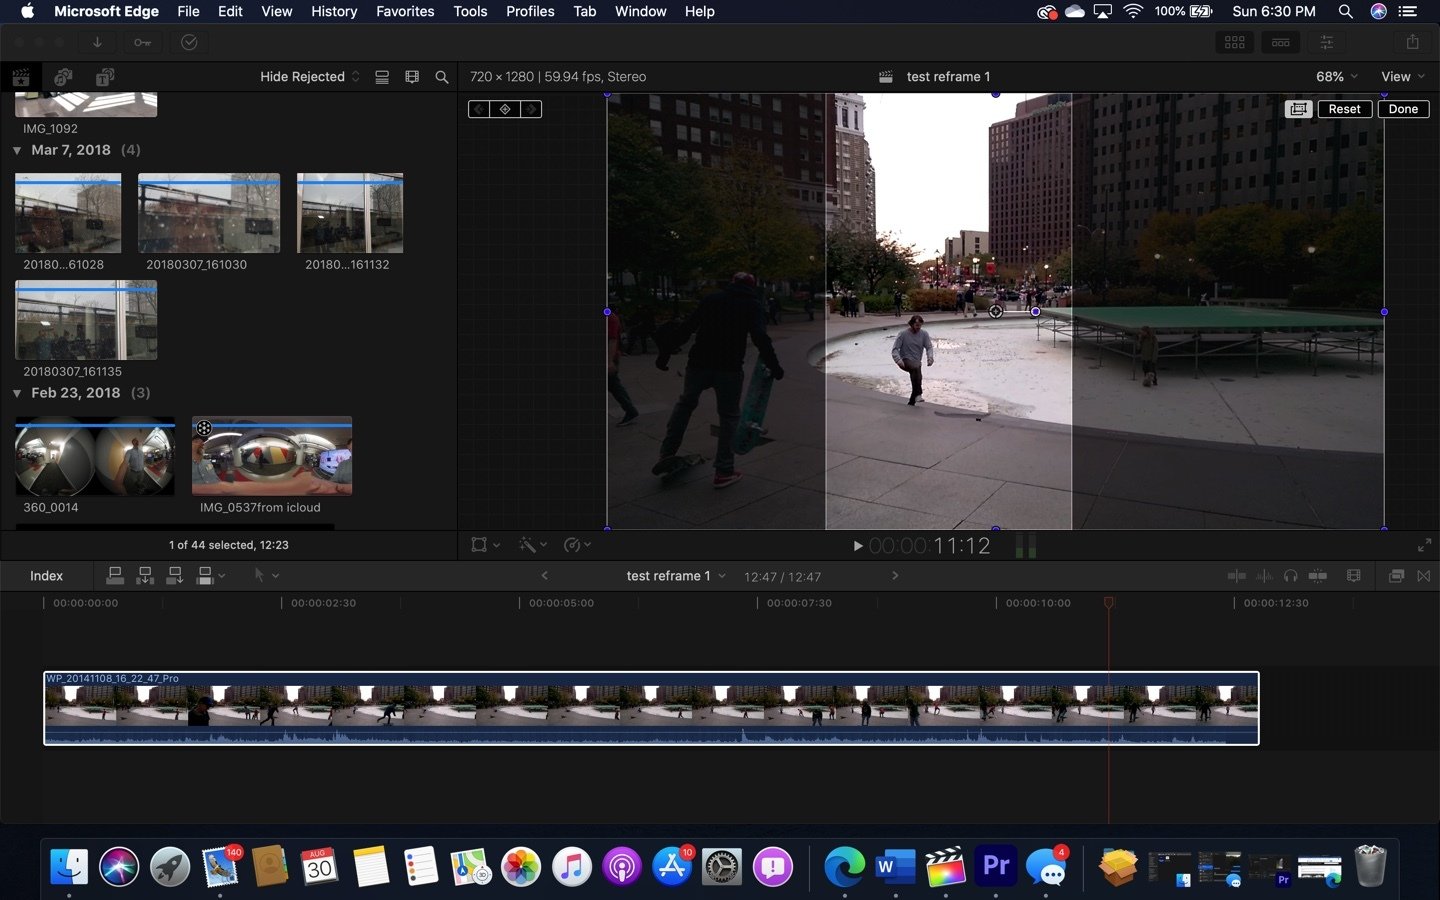 Microsoft Edge File Edit View History Favorites Tools Profiles Tab Window Help 100% Sun 6:30 PM
Hide Rejected 720 × 1280 | 59.94 fps, Stereo test reframe 1 68% View
Reset Done
IMG_1092
Mar 7, 2018 (4)
20180...61028 20180307_161030 20180...161132
20180307_161135
Feb 23, 2018 (3)
360_0014 IMG_0537from icloud
1 of 44 selected, 12:23 00:00:11:12
Index test reframe 1 12:47 / 12:47
00:00:00:00 00:00:02:30 00:00:05:00 00:00:07:30 00:00:10:00 00:00:12:30
WP_20141108_16_22_47_Pro
140 AUG 30 3D 10 W Pr 4 Pr